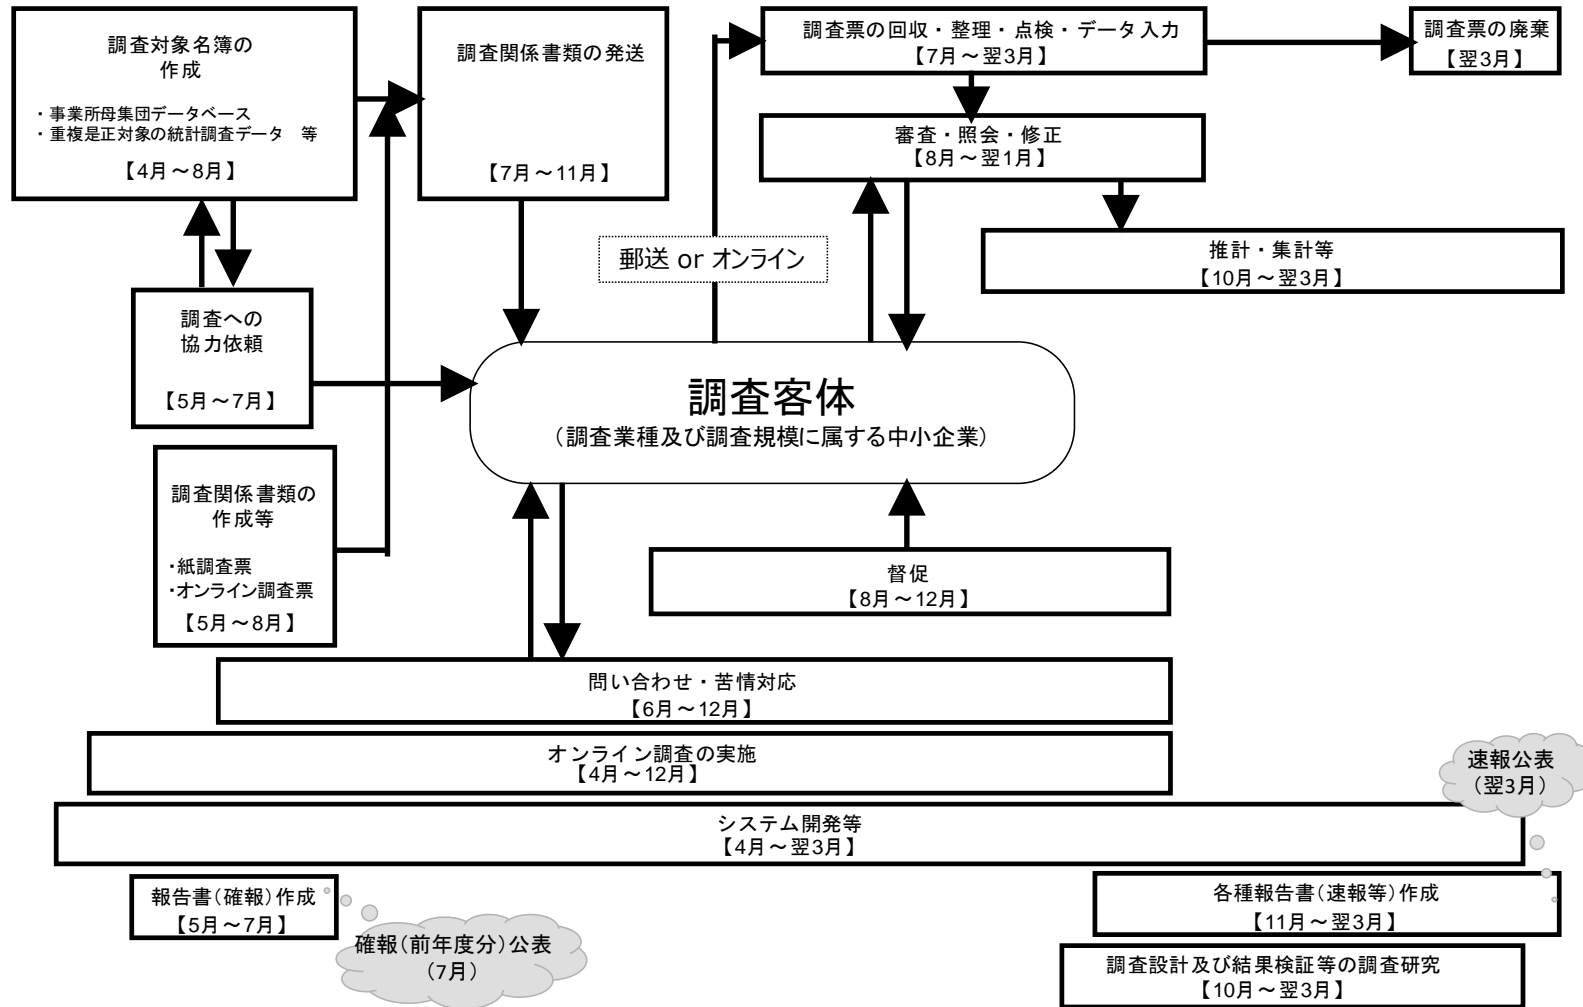 調査対象名簿の
作成
・事業所母集団データベース
・重複是正対象の統計調査データ 等
【4月～8月】
調査関係書類の発送
【7月～11月】
調査票の回収・整理・点検・データ入力
【7月～翌3月】
調査票の廃棄
【翌3月】
審査・照会・修正
【8月～翌1月】
推計・集計等
【10月～翌3月】
郵送 or オンライン
調査への
協力依頼
【5月～7月】
調査客体
（調査業種及び調査規模に属する中小企業）
調査関係書類の
作成等
・紙調査票
・オンライン調査票
【5月～8月】
督促
【8月～12月】
問い合わせ・苦情対応
【6月～12月】
オンライン調査の実施
【4月～12月】
速報公表
（翌3月）
システム開発等
【4月～翌3月】
報告書（確報）作成
【5月～7月】
確報（前年度分）公表
（7月）
各種報告書（速報等）作成
【11月～翌3月】
調査設計及び結果検証等の調査研究
【10月～翌3月】